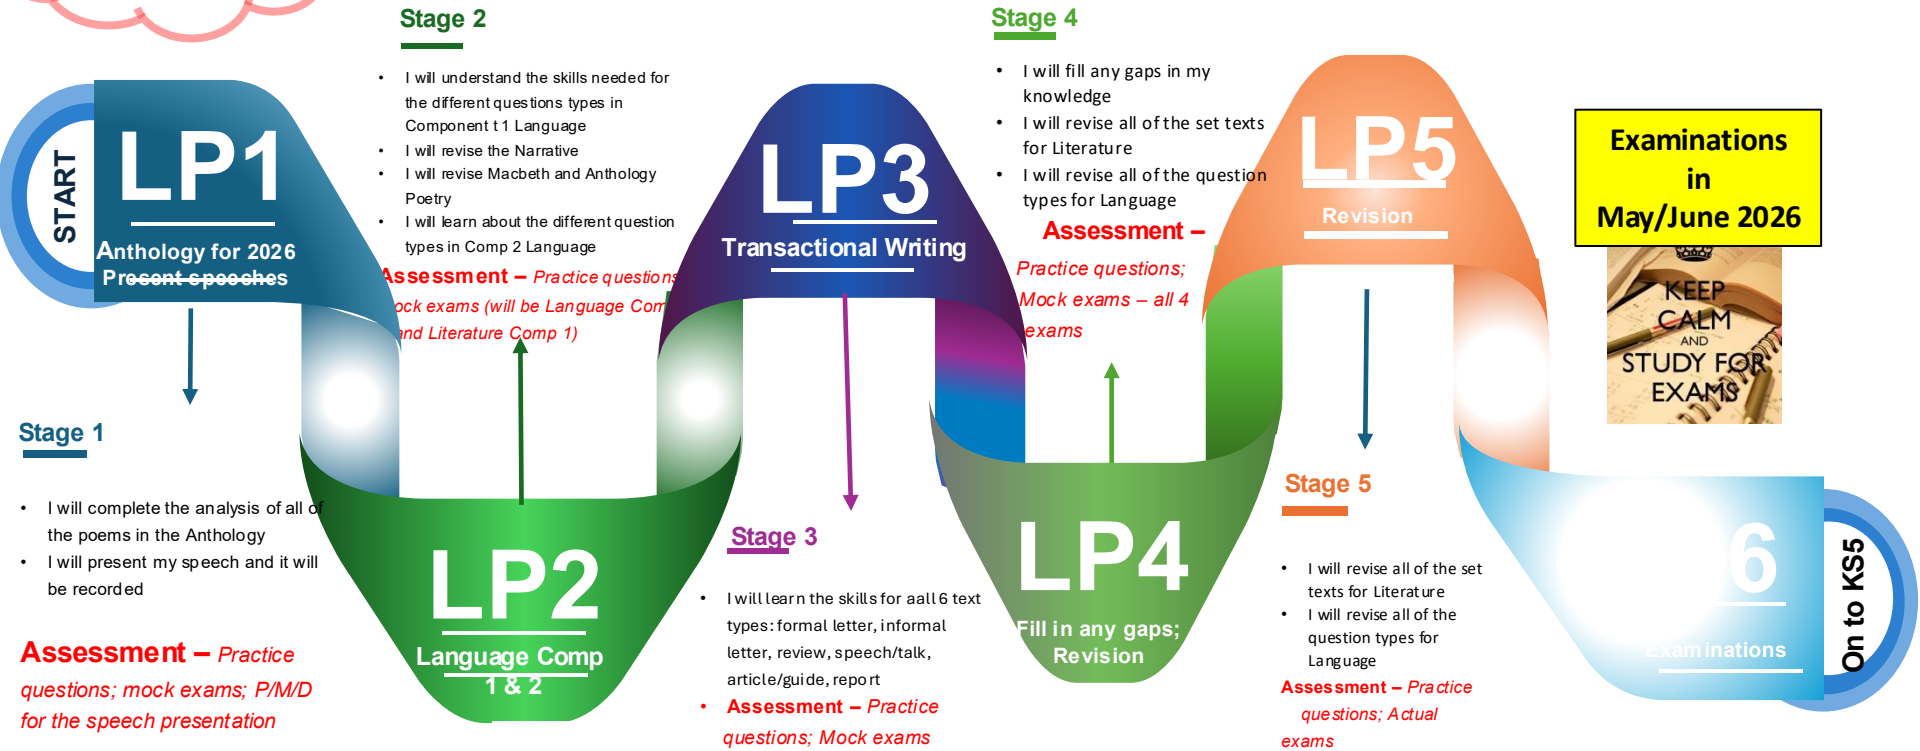 START
LP1
Anthology for 2026
Present speeches
Stage 1
• I will complete the analysis of all of
the poems in the Anthology
• I will present my speech and it will
be recorded
Assessment – Practice
questions; mock exams; P/M/D
for the speech presentation
Stage 2
• I will understand the skills needed for
the different questions types in
Component t 1 Language
• I will revise the Narrative
• I will revise Macbeth and Anthology
Poetry
• I will learn about the different question
types in Comp 2 Language
Assessment – Practice questions
ock exams (will be Language Com
and Literature Comp 1)
LP2
Language Comp
1 & 2
LP3
Transactional Writing
Stage 3
• I will learn the skills for aall 6 text
types: formal letter, informal
letter, review, speech/talk,
article/guide, report
• Assessment – Practice
questions; Mock exams
Stage 4
• I will fill any gaps in my
knowledge
• I will revise all of the set texts
for Literature
• I will revise all of the question
types for Language
Assessment –
Practice questions;
Mock exams – all 4
exams
LP4
Fill in any gaps;
Revision
LP5
Revision
Stage 5
• I will revise all of the set
texts for Literature
• I will revise all of the
question types for
Language
Assessment – Practice
questions; Actual
exams
Examinations
in
May/June 2026
KEEP
CALM
AND
STUDY FOR
EXAMS
6
Examinations
On to KS5